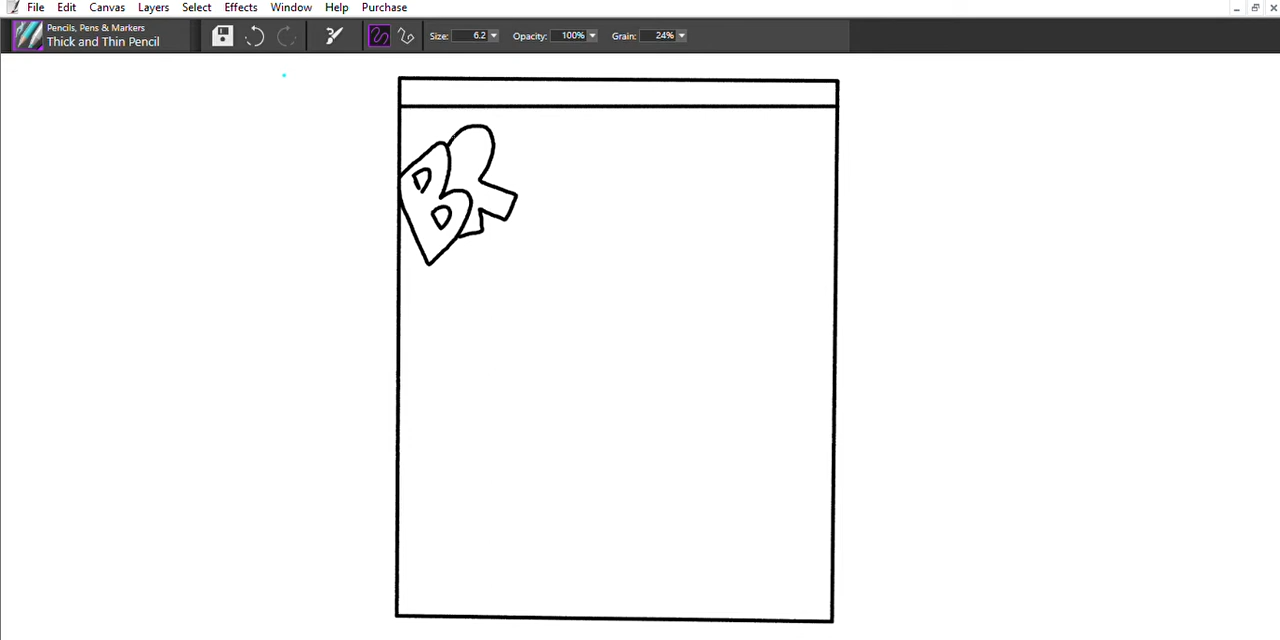 File Edit Canvas Layers Select Effects Window Help Purchase
Pencils, Pens & Markers
Thick and Thin Pencil
Size: 6.2 Opacity: 100% Grain: 24%
BR